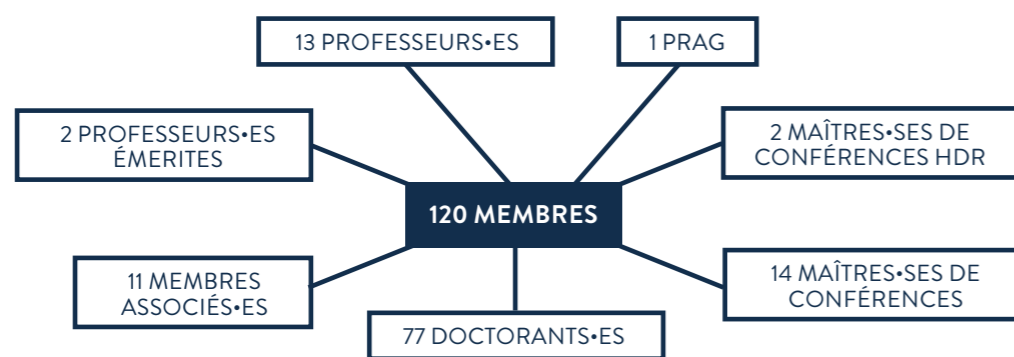 13 PROFESSEURS•ES
1 PRAG
2 PROFESSEURS•ES
ÉMERITES
2 MAÎTRES•SES DE
CONFÉRENCES HDR
120 MEMBRES
11 MEMBRES
ASSOCIÉS•ES
14 MAÎTRES•SES DE
CONFÉRENCES
77 DOCTORANTS•ES